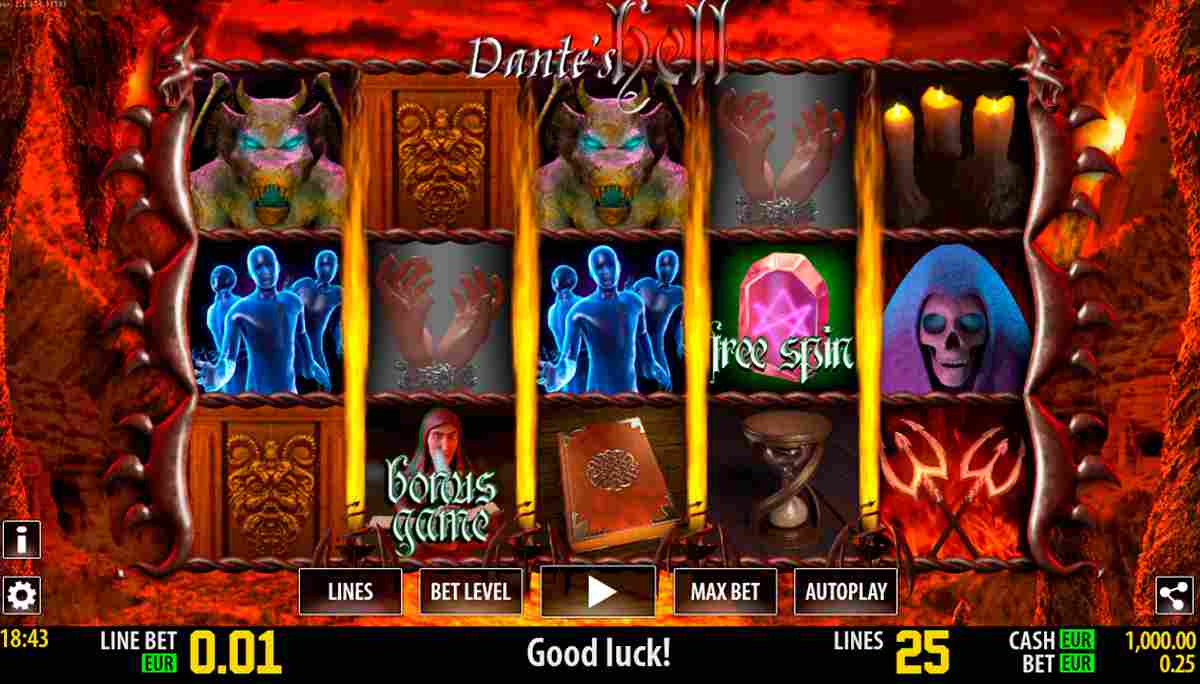 Dante's hell
free spin
bonus
game
LINES
BET LEVEL
MAX BET
AUTOPLAY
18:43
LINE BET
EUR
0.01
Good luck!
LINES
25
CASH EUR 1,000.00
BET EUR 0.25